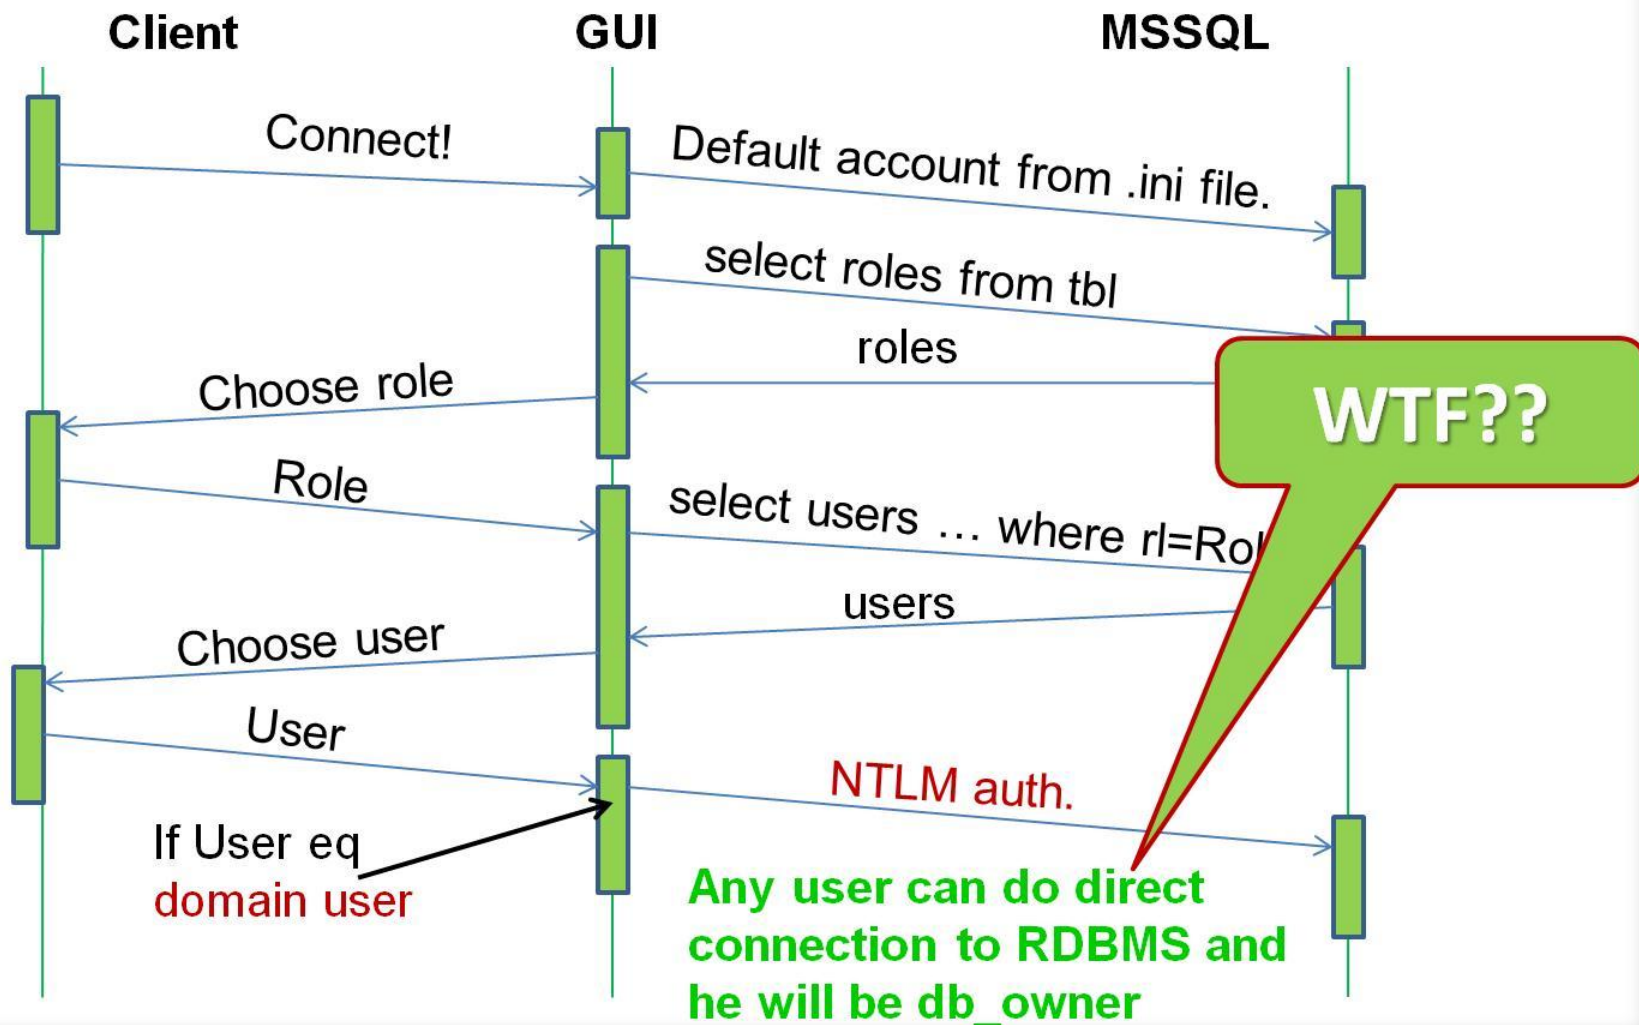 Client
GUI
MSSQL
Connect!
Default account from .ini file.
select roles from tbl
roles
WTF??
Choose role
Role
select users … where rl=Rol
users
Choose user
User
NTLM auth.
If User eq
domain user
Any user can do direct
connection to RDBMS and
he will be db_owner